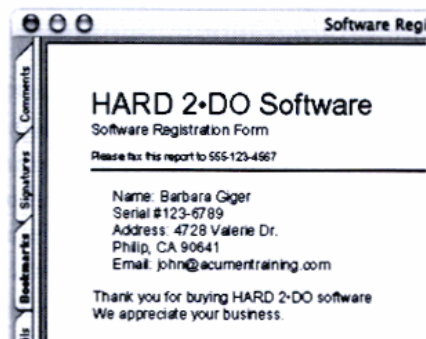 Software Regi
Comments
Signatures
Bookmarks
ls
HARD 2•DO Software
Software Registration Form
Please fax this report to 555-123-4567
Name: Barbara Giger
Serial #123-6789
Address: 4728 Valerie Dr.
Philip, CA 90641
Email: john@acumentraining.com
Thank you for buying HARD 2•DO software
We appreciate your business.